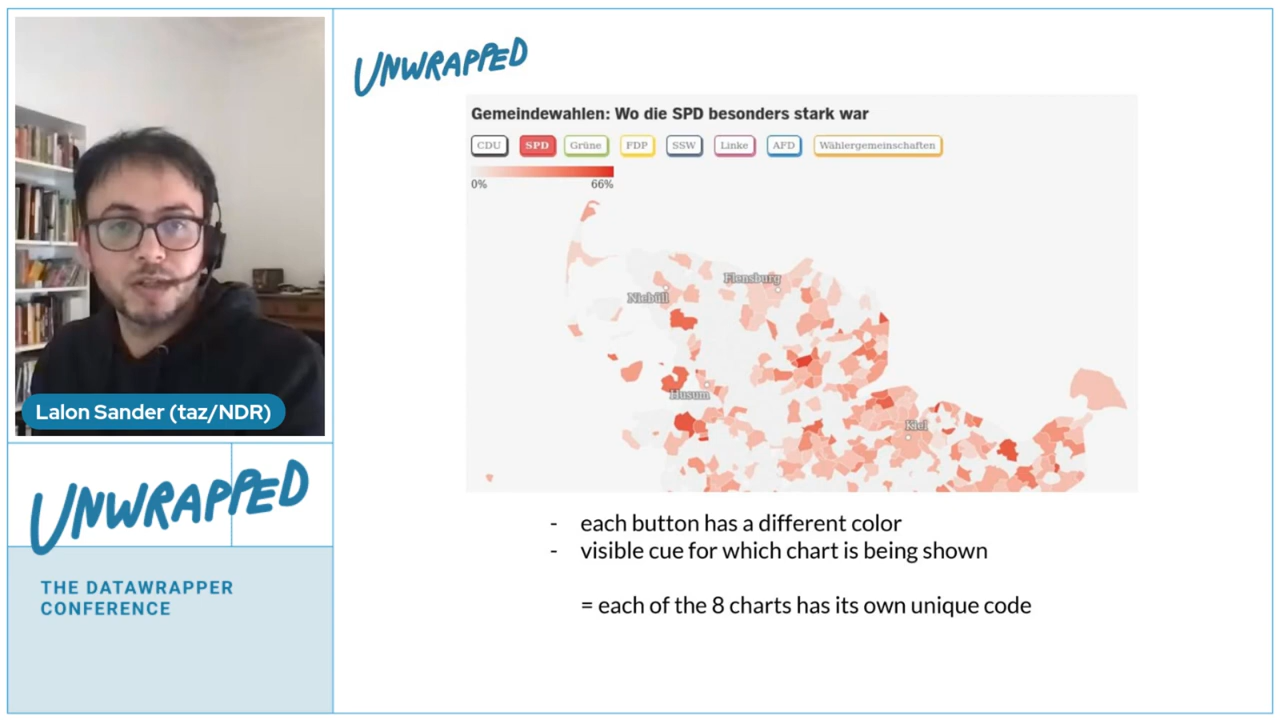 UNWRAPPED
Gemeindewahlen: Wo die SPD besonders stark war
CDU SPD Grüne FDP SSW Linke AFD Wählergemeinschaften
0% 66%
Flensburg
Niebüll
Husum
Kiel
Lalon Sander (taz/NDR)
UNWRAPPED
THE DATAWRAPPER
CONFERENCE
- each button has a different color
- visible cue for which chart is being shown
= each of the 8 charts has its own unique code